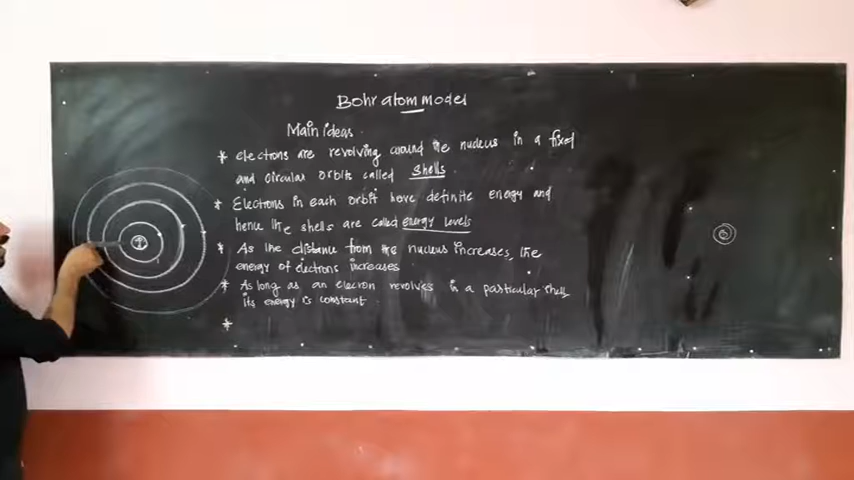 Bohr atom model
Main ideas
* Electrons are revolving around the nucleus in a fixed
and circular orbits called shells
* Electrons in each orbit have definite energy and
hence the shells are called energy levels
* As the distance from the nucleus increases, the
energy of electrons increases
* As long as an elecron revolves in a particular shell
its energy is constant
*